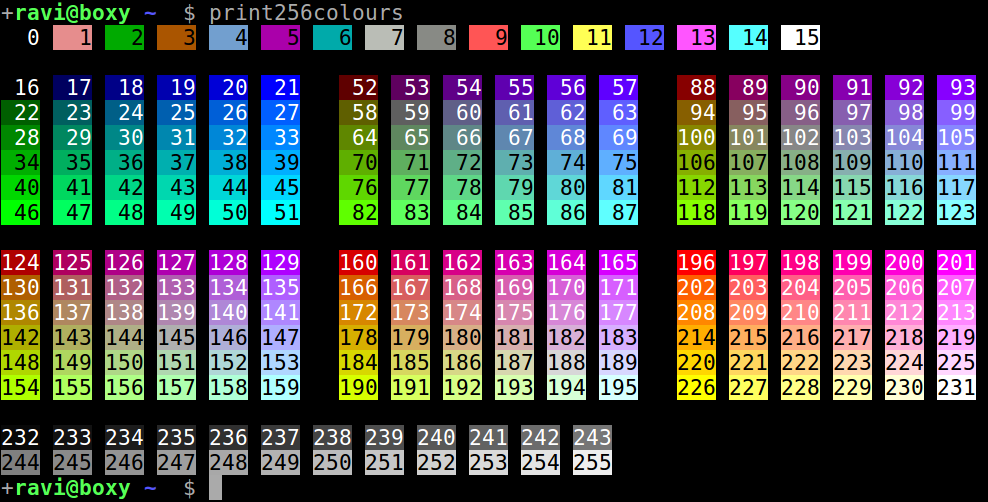 +ravi@boxy ~ $ print256colours
0 1 2 3 4 5 6 7 8 9 10 11 12 13 14 15
16 17 18 19 20 21 52 53 54 55 56 57 88 89 90 91 92 93
22 23 24 25 26 27 58 59 60 61 62 63 94 95 96 97 98 99
28 29 30 31 32 33 64 65 66 67 68 69 100 101 102 103 104 105
34 35 36 37 38 39 70 71 72 73 74 75 106 107 108 109 110 111
40 41 42 43 44 45 76 77 78 79 80 81 112 113 114 115 116 117
46 47 48 49 50 51 82 83 84 85 86 87 118 119 120 121 122 123
124 125 126 127 128 129 160 161 162 163 164 165 196 197 198 199 200 201
130 131 132 133 134 135 166 167 168 169 170 171 202 203 204 205 206 207
136 137 138 139 140 141 172 173 174 175 176 177 208 209 210 211 212 213
142 143 144 145 146 147 178 179 180 181 182 183 214 215 216 217 218 219
148 149 150 151 152 153 184 185 186 187 188 189 220 221 222 223 224 225
154 155 156 157 158 159 190 191 192 193 194 195 226 227 228 229 230 231
232 233 234 235 236 237 238 239 240 241 242 243
244 245 246 247 248 249 250 251 252 253 254 255
+ravi@boxy ~ $